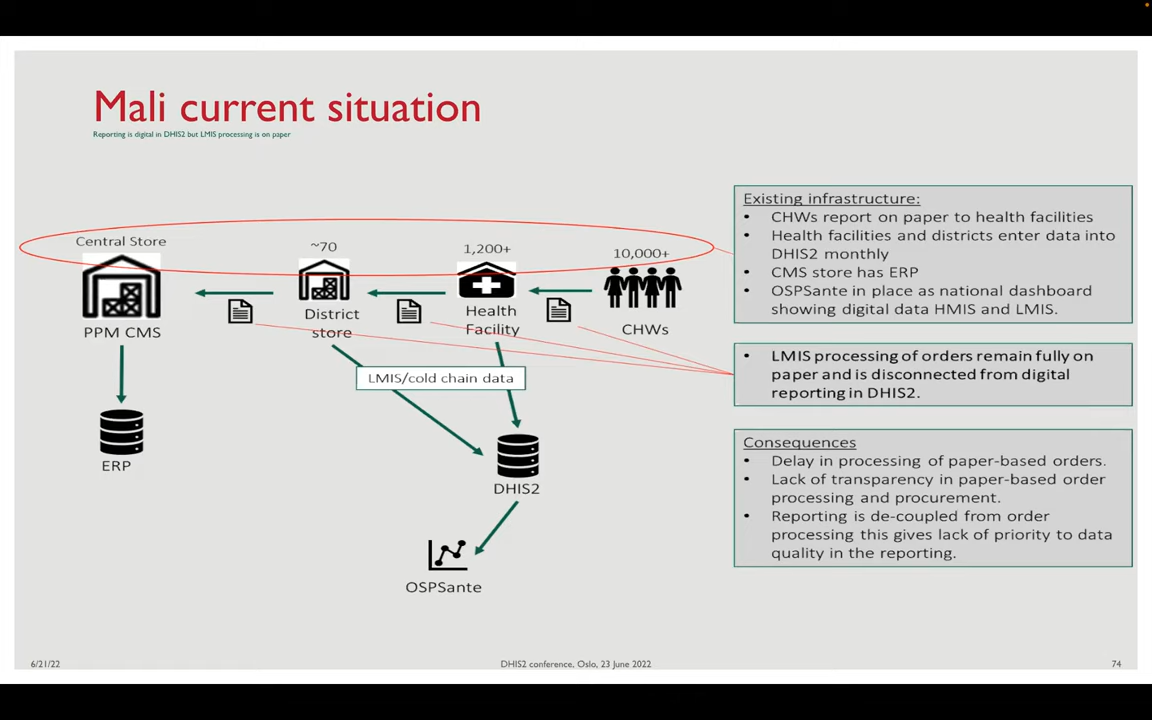 Mali current situation
Reporting is digital in DHIS2 but LMIS processing is on paper
Central Store
~70
1,200+
10,000+
PPM CMS
District
store
Health
Facility
CHWs
LMIS/cold chain data
ERP
DHIS2
OSPSante
Existing infrastructure:
• CHWs report on paper to health facilities
• Health facilities and districts enter data into
DHIS2 monthly
• CMS store has ERP
• OSPSante in place as national dashboard
showing digital data HMIS and LMIS.
• LMIS processing of orders remain fully on
paper and is disconnected from digital
reporting in DHIS2.
Consequences
• Delay in processing of paper-based orders.
• Lack of transparency in paper-based order
processing and procurement.
• Reporting is de-coupled from order
processing this gives lack of priority to data
quality in the reporting.
6/21/22
DHIS2 conference, Oslo, 23 June 2022
74